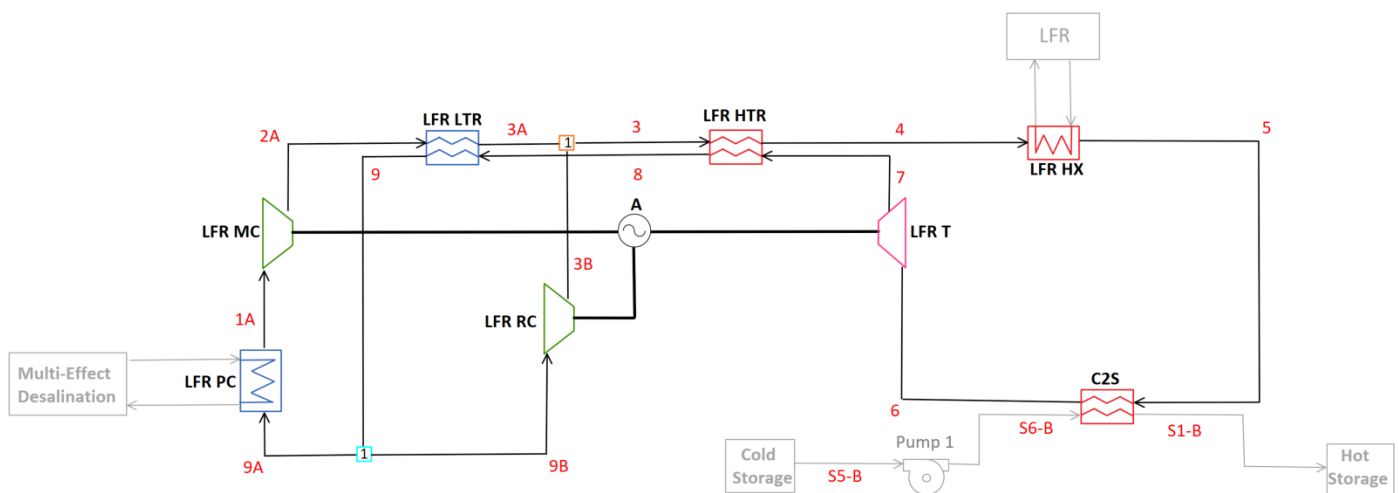 LFR
LFR LTR
3A
1
3
LFR HTR
4
5
2A
LFR HX
9
8
7
A
LFR MC
LFR T
3B
1A
LFR RC
Multi-Effect
Desalination
LFR PC
C2S
6
S6-B
S1-B
Pump 1
9A
1
9B
Cold
Storage
S5-B
Hot
Storage